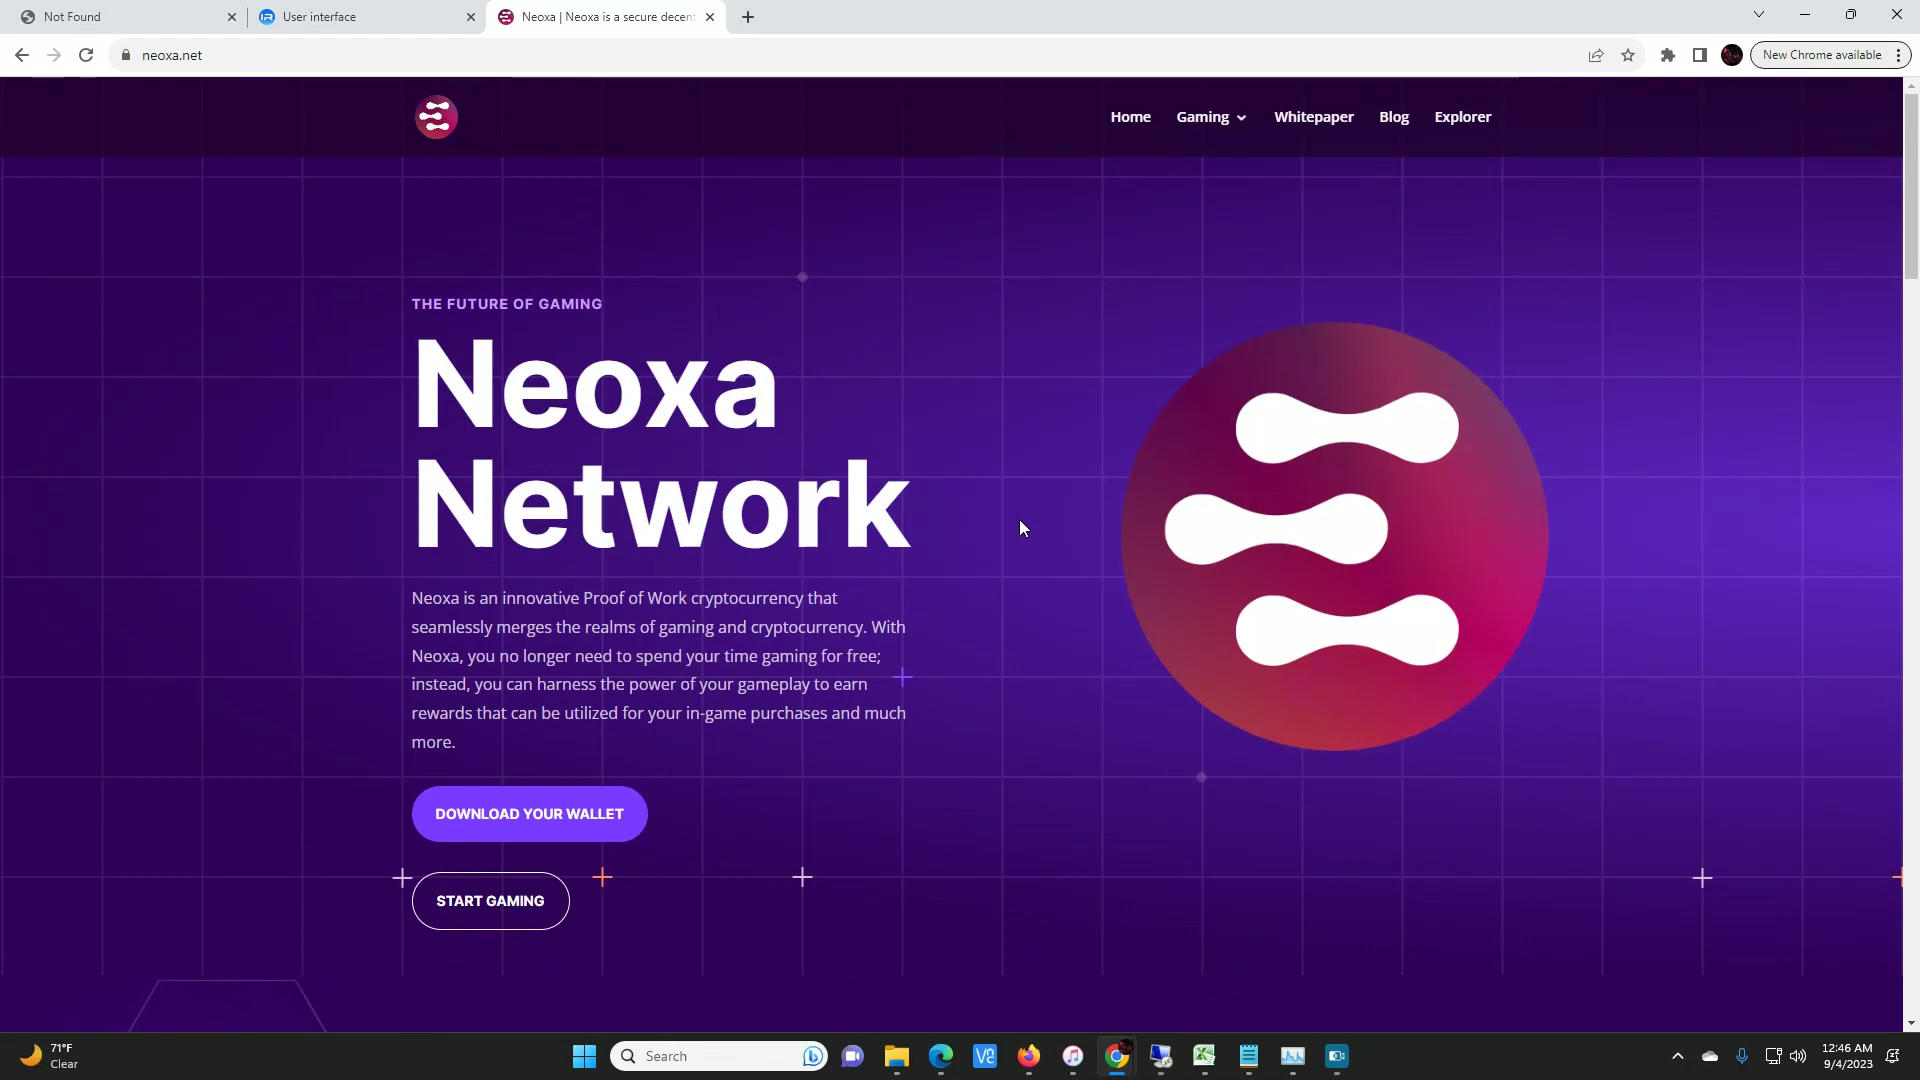 Not Found
User interface
Neoxa | Neoxa is a secure decent
neoxa.net
New Chrome available
Home
Gaming
Whitepaper
Blog
Explorer
THE FUTURE OF GAMING
Neoxa
Network
Neoxa is an innovative Proof of Work cryptocurrency that
seamlessly merges the realms of gaming and cryptocurrency. With
Neoxa, you no longer need to spend your time gaming for free;
instead, you can harness the power of your gameplay to earn
rewards that can be utilized for your in-game purchases and much
more.
DOWNLOAD YOUR WALLET
START GAMING
71°F
Clear
Search
12:46 AM
9/4/2023